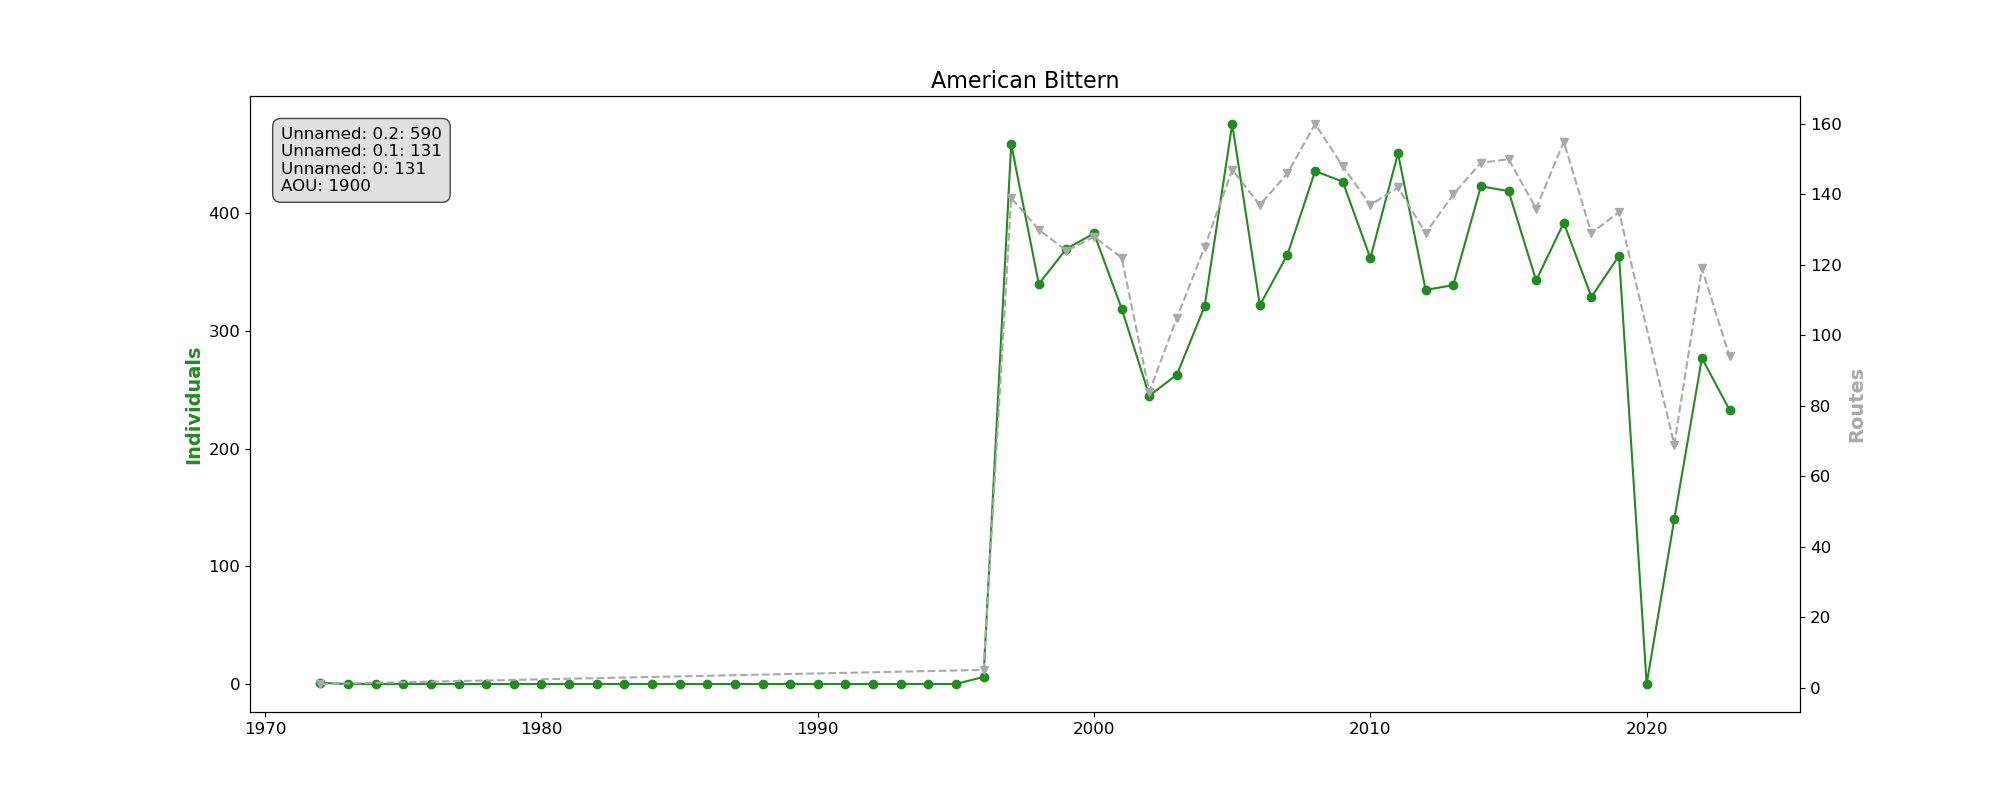 American Bittern
Unnamed: 0.2: 590
Unnamed: 0.1: 131
Unnamed: 0: 131
AOU: 1900
Individuals
400
300
200
100
0
160
140
120
100
80
60
40
20
0
Routes
1970 1980 1990 2000 2010 2020